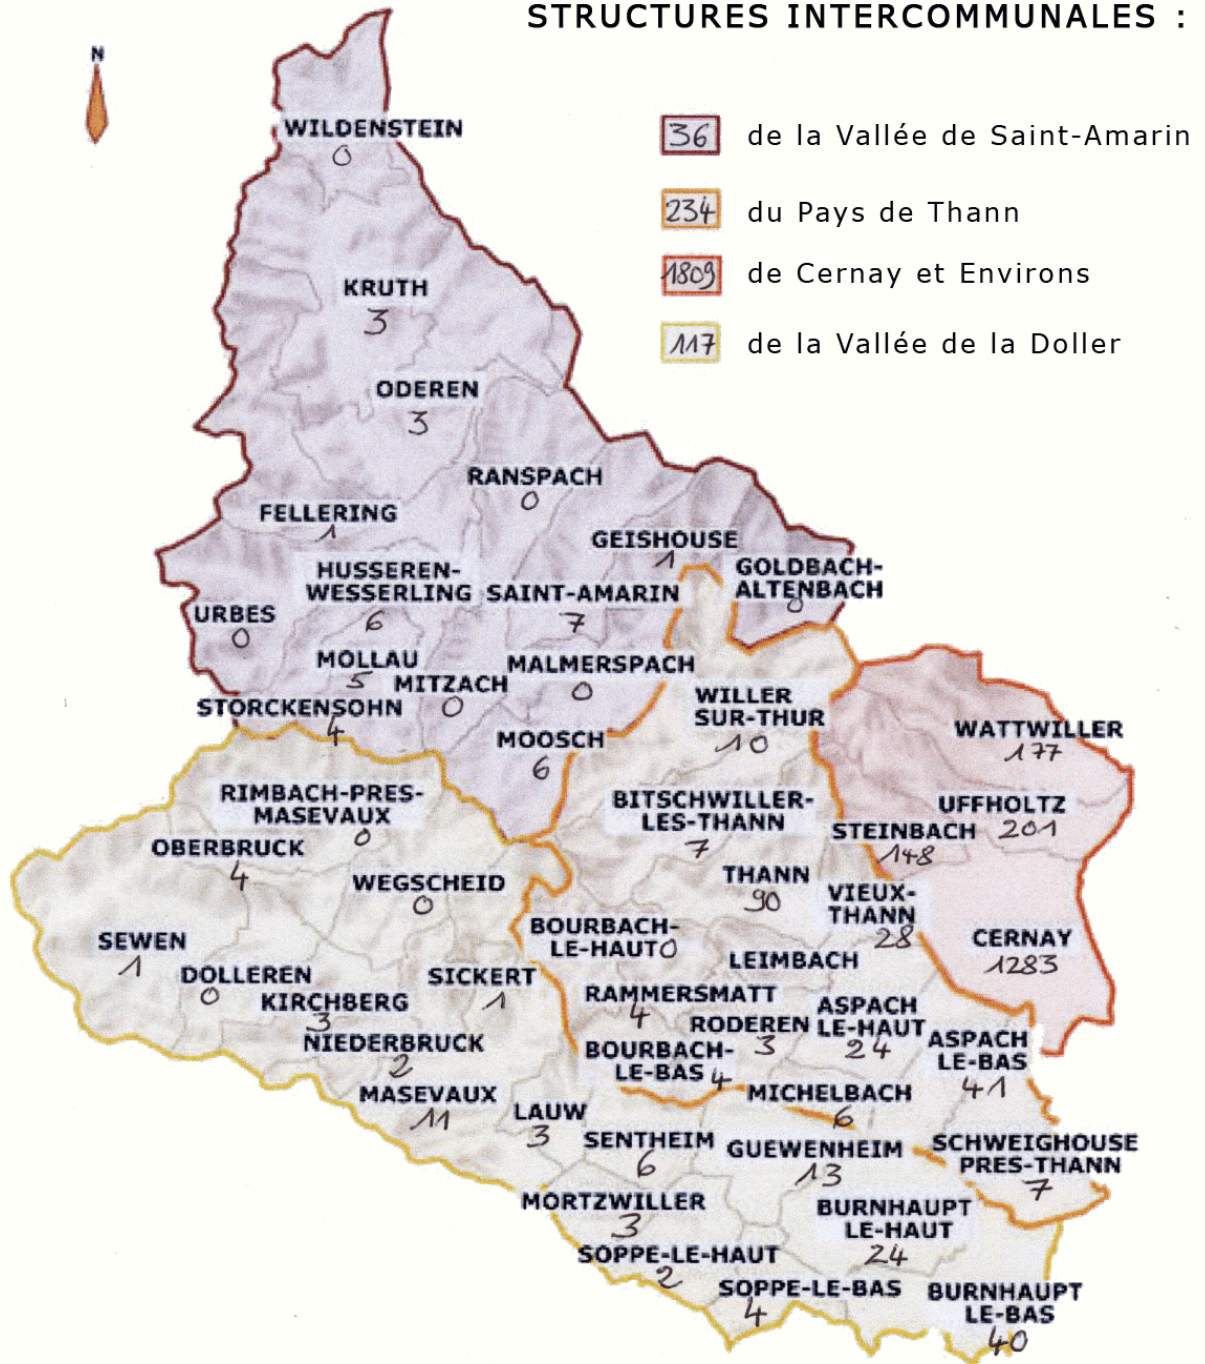 STRUCTURES INTERCOMMUNALES :
N
36 de la Vallée de Saint-Amarin
234 du Pays de Thann
1809 de Cernay et Environs
117 de la Vallée de la Doller
WILDENSTEIN
0
KRUTH
3
ODEREN
3
RANSPACH
0
FELLERING
1
GEISHOUSE
1
GOLDBACH-
ALTENBACH
0
HUSSEREN-
WESSERLING
6
SAINT-AMARIN
7
URBES
0
MOLLAU
5
MITZACH
0
MALMERSPACH
0
STORCKENSOHN
4
MOOSCH
6
WILLER
SUR-THUR
10
WATTWILLER
177
RIMBACH-PRES-
MASEVAUX
0
BITSCHWILLER-
LES-THANN
7
UFFHOLTZ
201
STEINBACH
148
OBERBRUCK
4
WEGSCHEID
0
THANN
90
VIEUX-
THANN
28
BOURBACH-
LE-HAUT 0
CERNAY
1283
SEWEN
1
LEIMBACH
DOLLEREN
0
SICKERT
1
KIRCHBERG
3
RAMMERSMATT
4
ASPACH
LE-HAUT
24
RODEREN
3
NIEDERBRUCK
2
BOURBACH-
LE-BAS 4
ASPACH
LE-BAS
41
MASEVAUX
11
MICHELBACH
6
LAUW
3
SENTHEIM
6
GUEWENHEIM
13
SCHWEIGHOUSE
PRES-THANN
7
MORTZWILLER
3
BURNHAUPT
LE-HAUT
24
SOPPE-LE-HAUT
2
SOPPE-LE-BAS
4
BURNHAUPT
LE-BAS
40